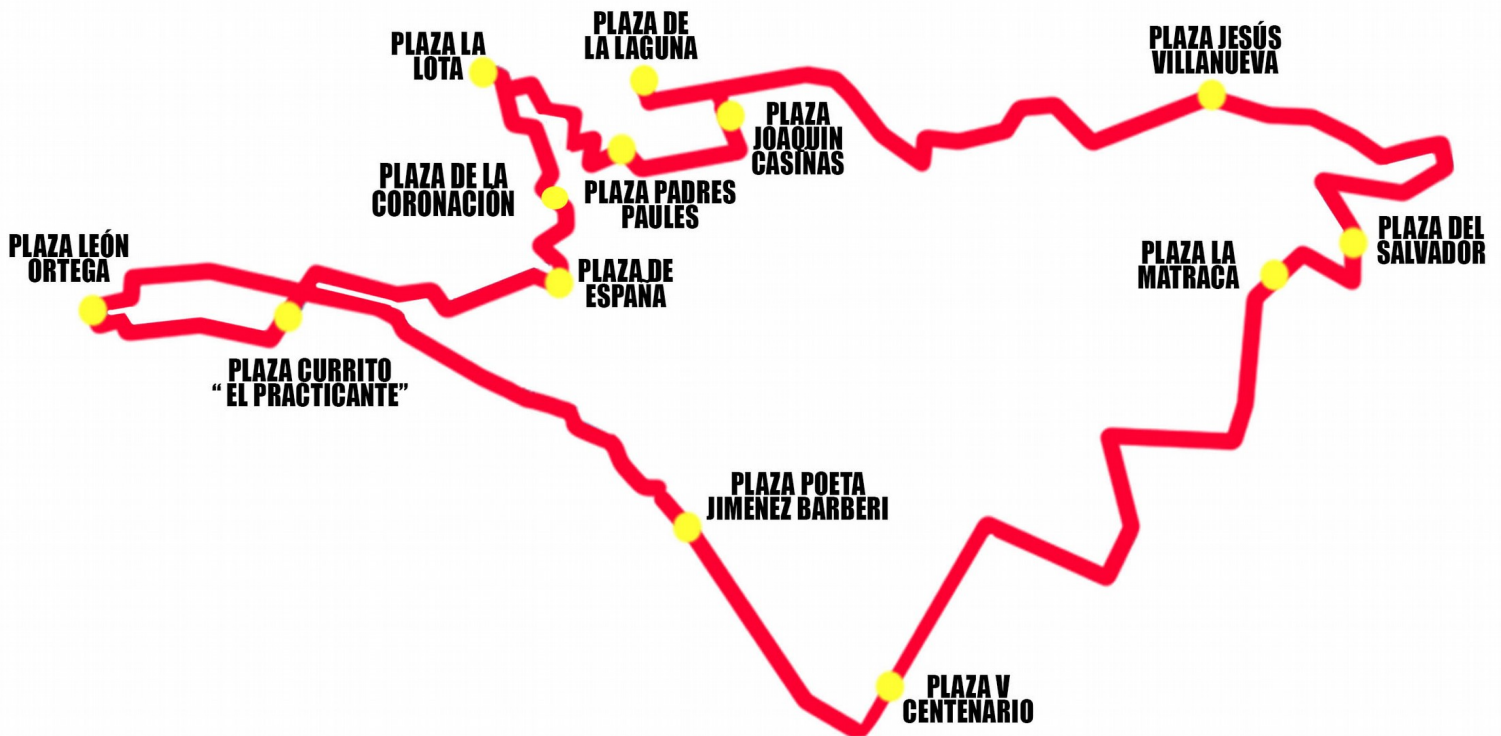 PLAZA LA
LOTA
PLAZA DE
LA LAGUNA
PLAZA JESÚS
VILLANUEVA
PLAZA
JOAQUIN
CASIÑAS
PLAZA DE LA
CORONACIÓN
PLAZA PADRES
PAULES
PLAZA LEÓN
ORTEGA
PLAZA DE
ESPAÑA
PLAZA LA
MATRACA
PLAZA DEL
SALVADOR
PLAZA CURRITO
“ EL PRACTICANTE”
PLAZA POETA
JIMENEZ BARBERI
PLAZA V
CENTENARIO